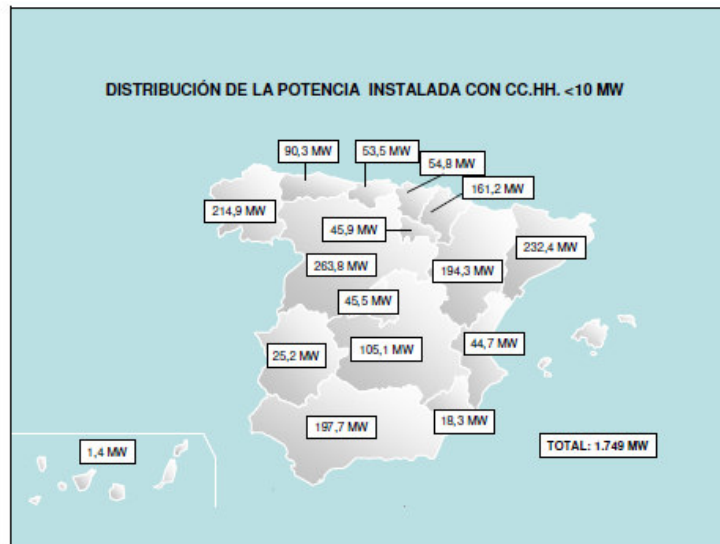 DISTRIBUCIÓN DE LA POTENCIA INSTALADA CON CC.HH. <10 MW
90,3 MW
53,5 MW
54,8 MW
161,2 MW
214,9 MW
45,9 MW
232,4 MW
263,8 MW
194,3 MW
45,5 MW
25,2 MW
105,1 MW
44,7 MW
197,7 MW
18,3 MW
1,4 MW
TOTAL: 1.749 MW